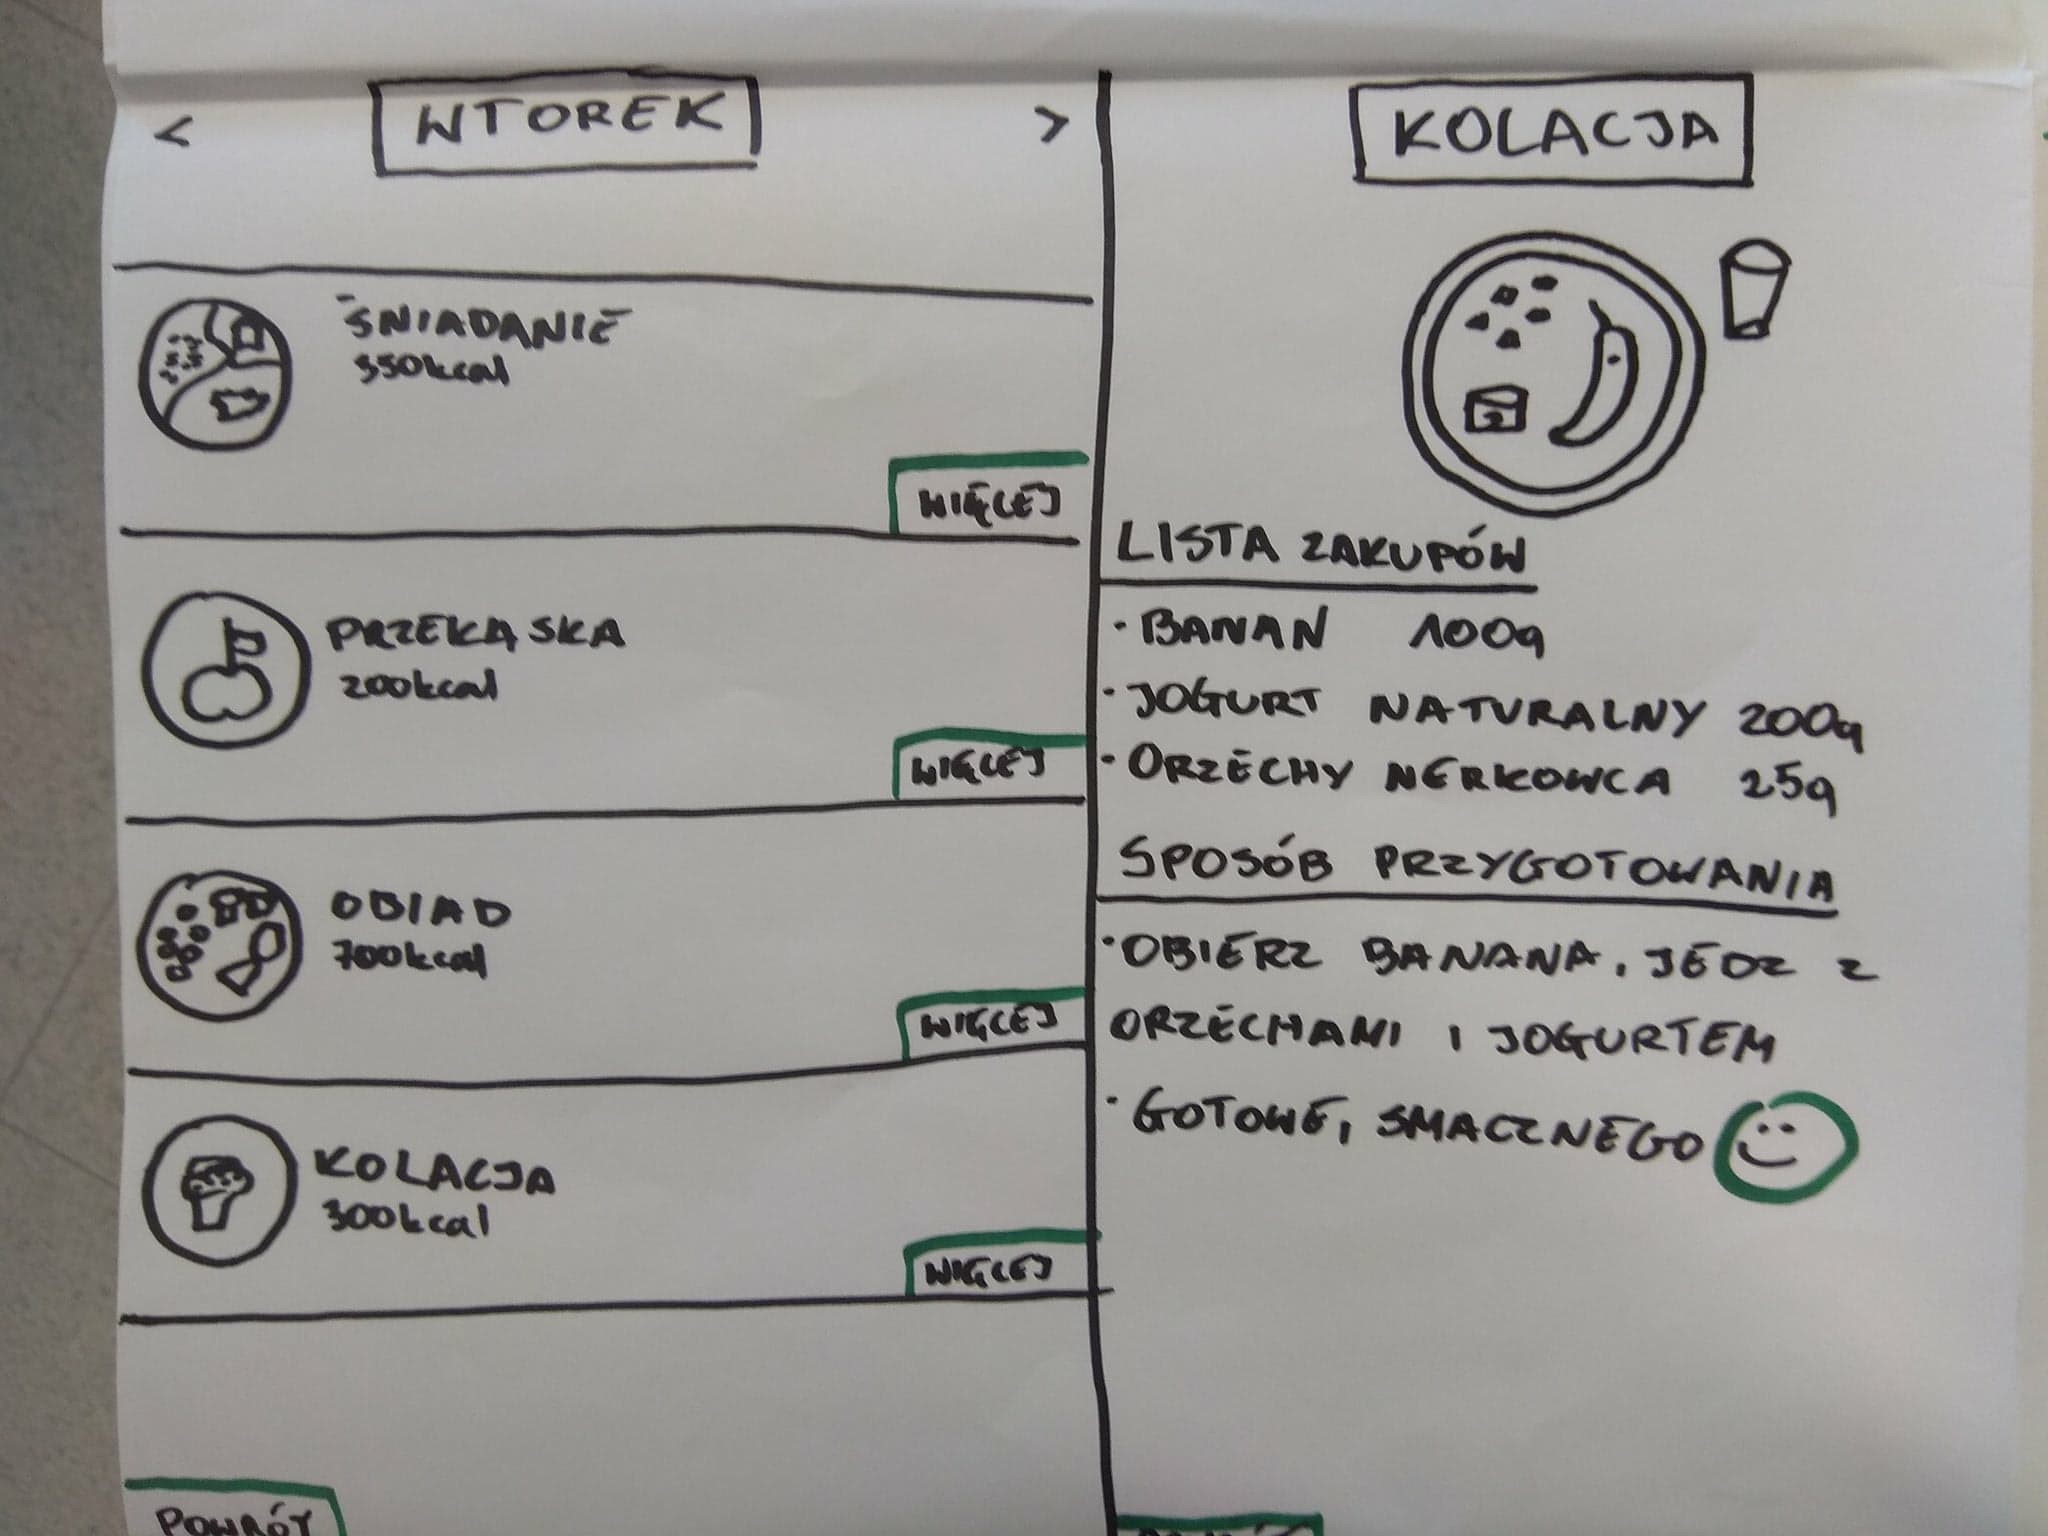 < WTOREK >
ŚNIADANIE
350kcal
WIĘCEJ
PRZEKĄSKA
200kcal
WIĘCEJ
OBIAD
700kcal
WIĘCEJ
KOLACJA
300kcal
WIĘCEJ
POWRÓT
KOLACJA
LISTA ZAKUPÓW
· BANAN 100g
· JOGURT NATURALNY 200g
· ORZECHY NERKOWCA 25g
SPOSÓB PRZYGOTOWANIA
· OBIERZ BANANA, JEDZ Z
ORZECHAMI I JOGURTEM
· GOTOWE, SMACZNEGO